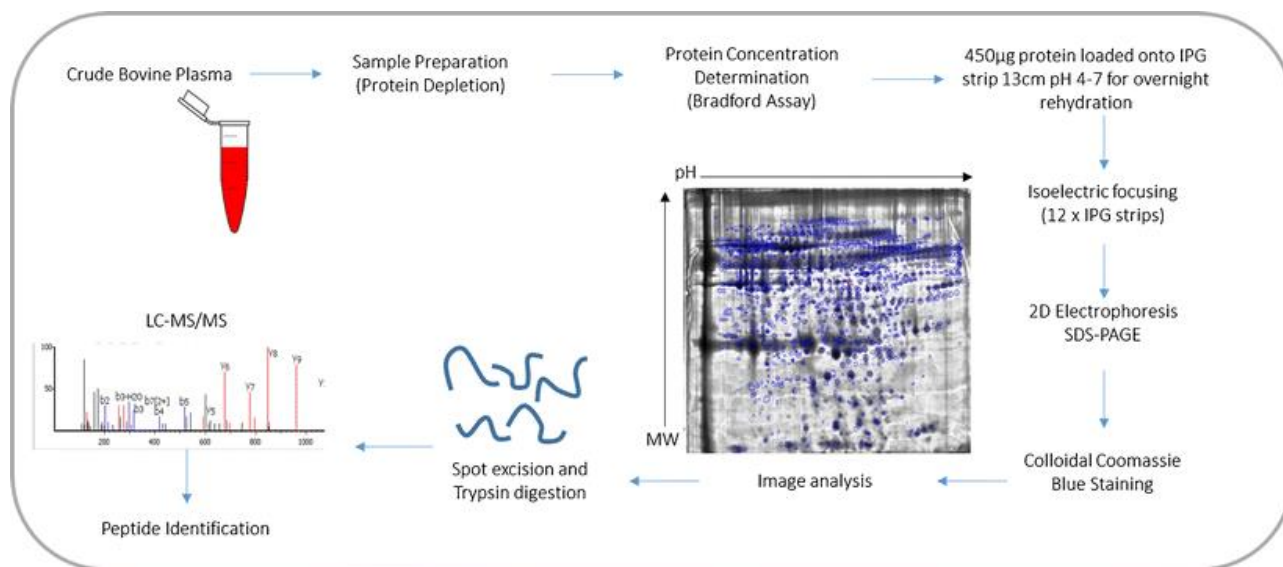 Crude Bovine Plasma
Sample Preparation
(Protein Depletion)
Protein Concentration
Determination
(Bradford Assay)
450µg protein loaded onto IPG
strip 13cm pH 4-7 for overnight
rehydration
Isoelectric focusing
(12 x IPG strips)
2D Electrophoresis
SDS-PAGE
Colloidal Coomassie
Blue Staining
pH
MW
Image analysis
Spot excision and
Trypsin digestion
LC-MS/MS
100
50
b2
b3
b4
b5
Y5
Y6
Y7
Y8
Y9
200
400
600
800
1000
Peptide Identification